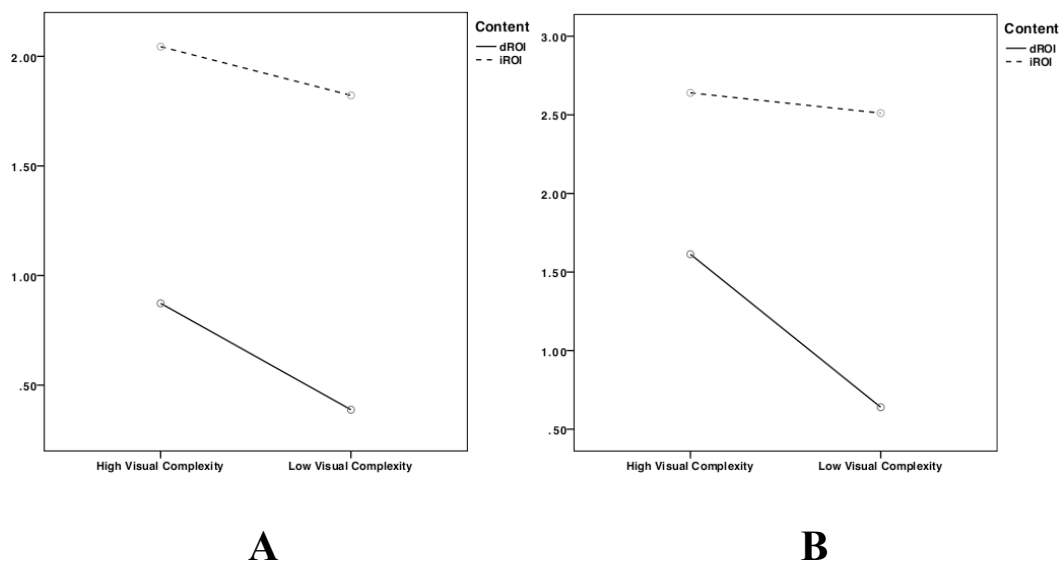 Content
dROI
iROI
2.00
1.50
1.00
.50
High Visual Complexity
Low Visual Complexity
A
Content
dROI
iROI
3.00
2.50
2.00
1.50
1.00
.50
High Visual Complexity
Low Visual Complexity
B